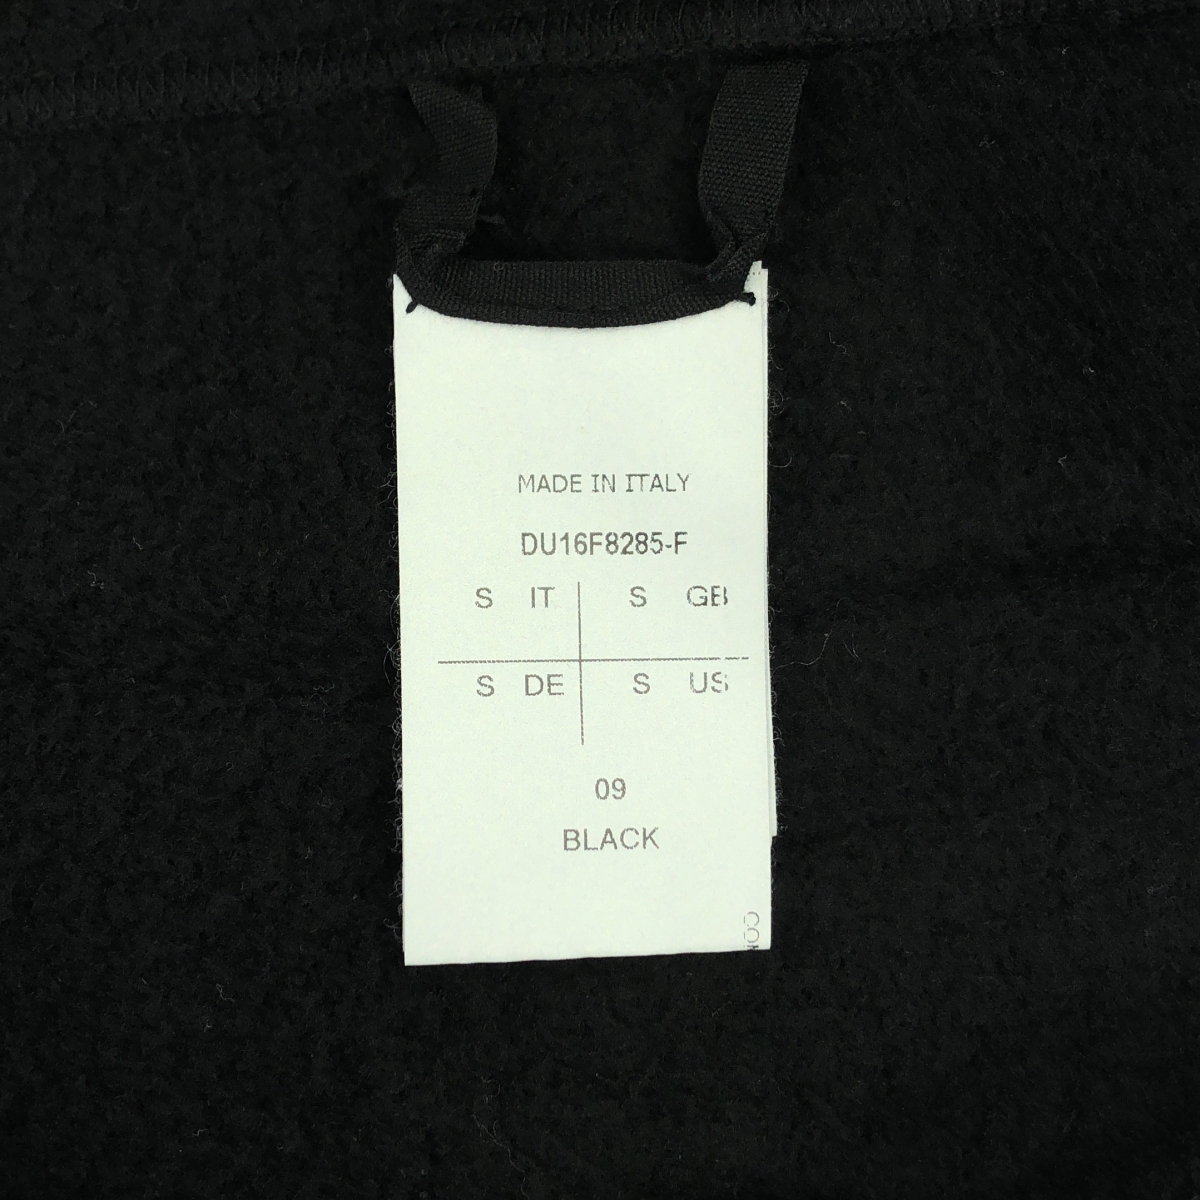 MADE IN ITALY
DU16F8285-F
S IT S GB
S DE S US
09
BLACK